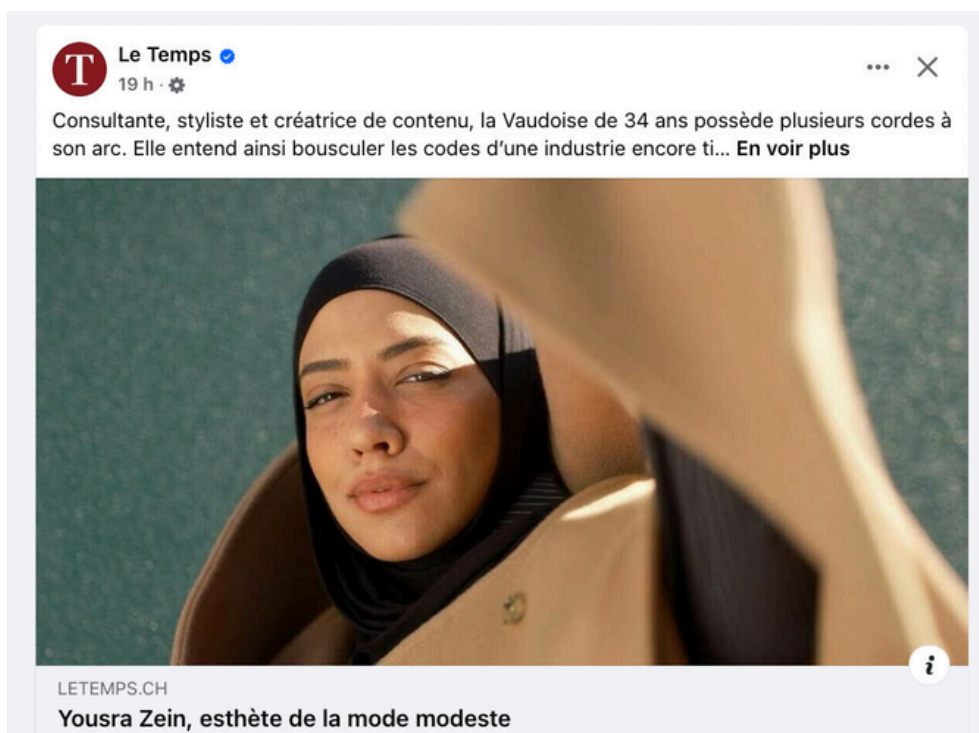 T
Le Temps
19 h ·
Consultante, styliste et créatrice de contenu, la Vaudoise de 34 ans possède plusieurs cordes à
son arc. Elle entend ainsi bousculer les codes d’une industrie encore ti... En voir plus
i
LETEMPS.CH
Yousra Zein, esthète de la mode modeste